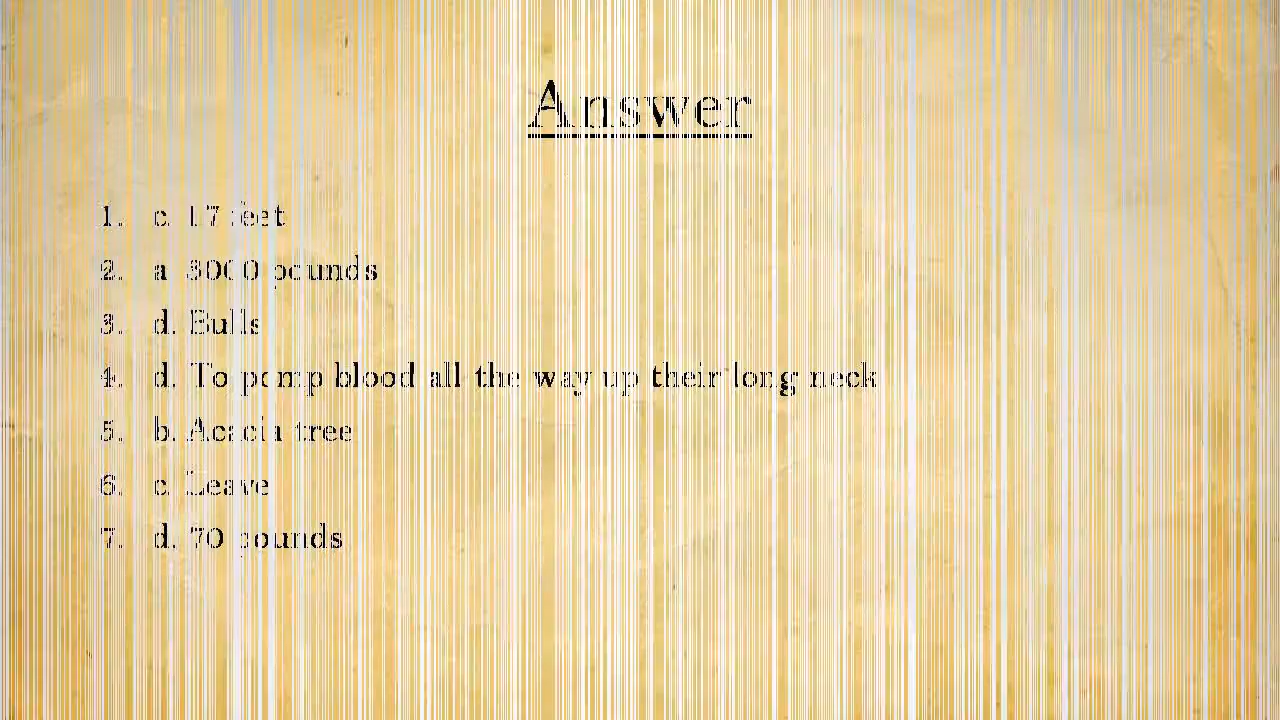 Answer
1. c. 17 feet
2. a 3000 pounds
3. d. Bulls
4. d. To pomp blood all the way up their long neck
5. b. Acacia tree
6. c. Leave
7. d. 70 pounds